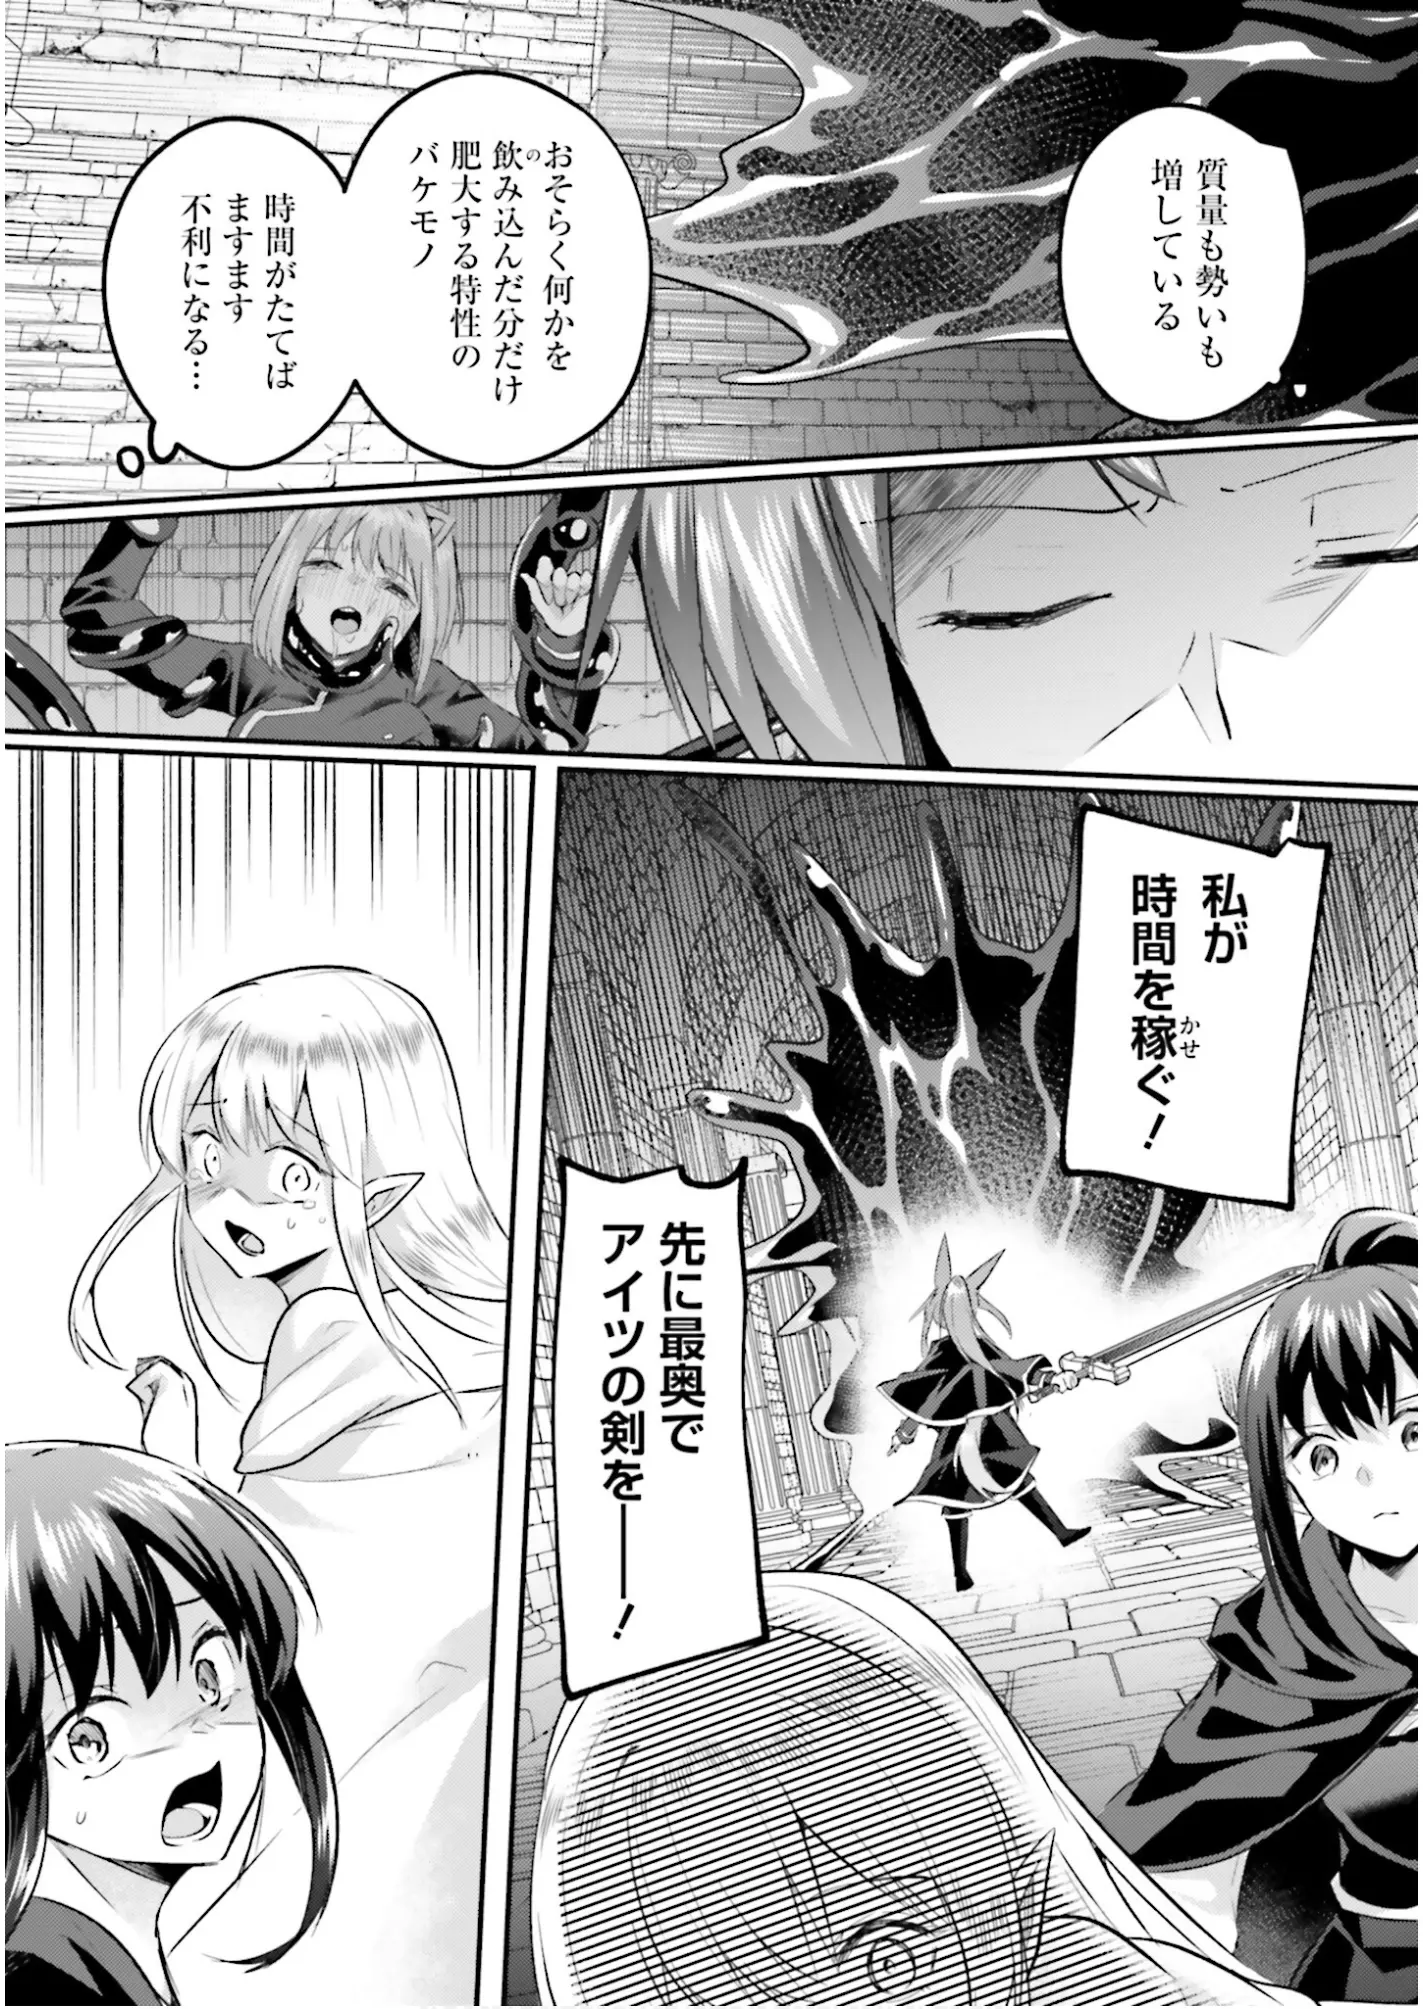 質量も勢いも
増している
おそらく何かを
飲み込んだ分だけ
の
肥大する特性の
バケモノ
時間がたてば
ますます
不利になる…
私が
時間を稼ぐ！
かせ
先に最奥で
アイツの剣を――！